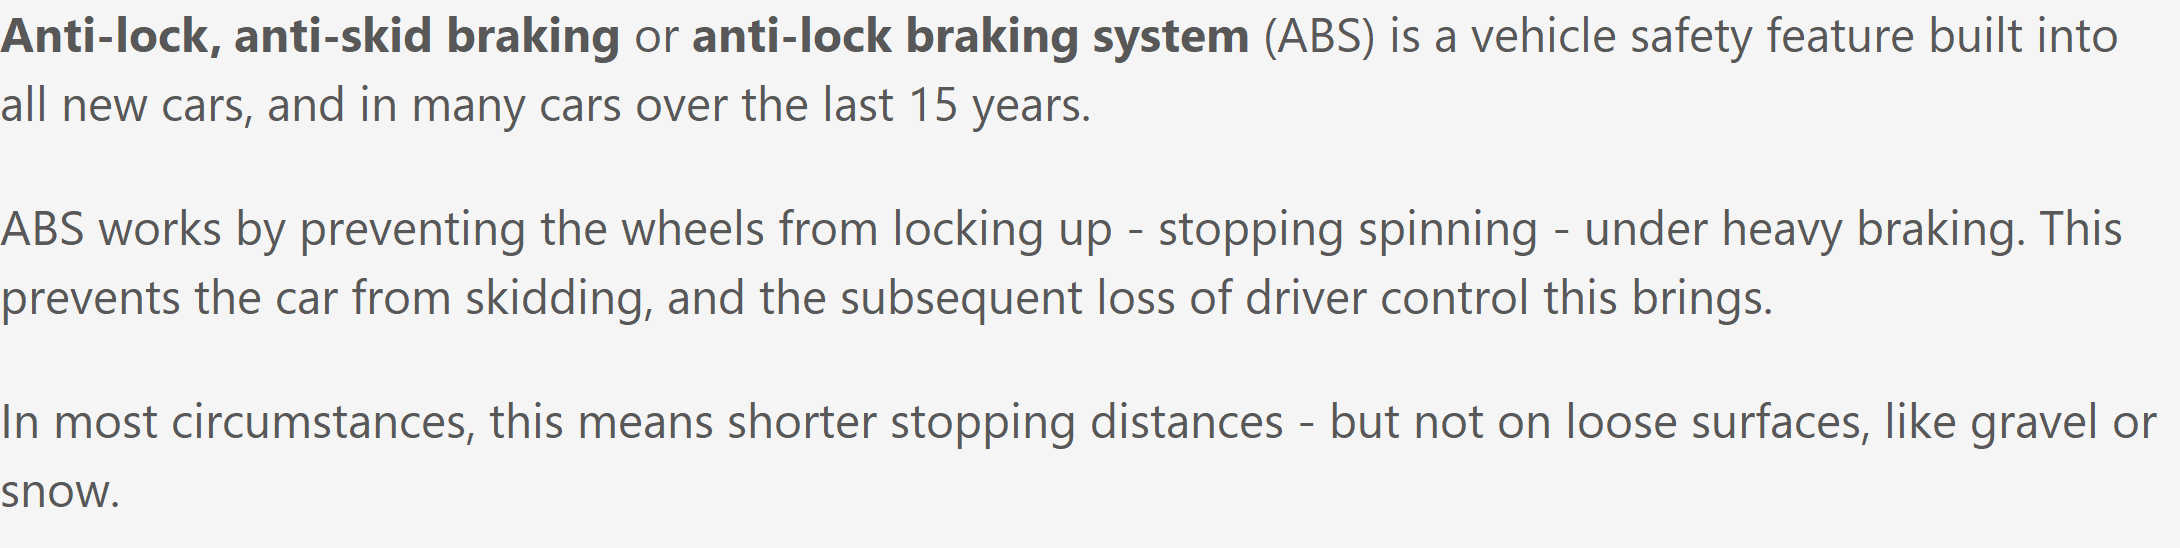 Anti-lock, anti-skid braking or anti-lock braking system (ABS) is a vehicle safety feature built into
all new cars, and in many cars over the last 15 years.
ABS works by preventing the wheels from locking up - stopping spinning - under heavy braking. This
prevents the car from skidding, and the subsequent loss of driver control this brings.
In most circumstances, this means shorter stopping distances - but not on loose surfaces, like gravel or
snow.